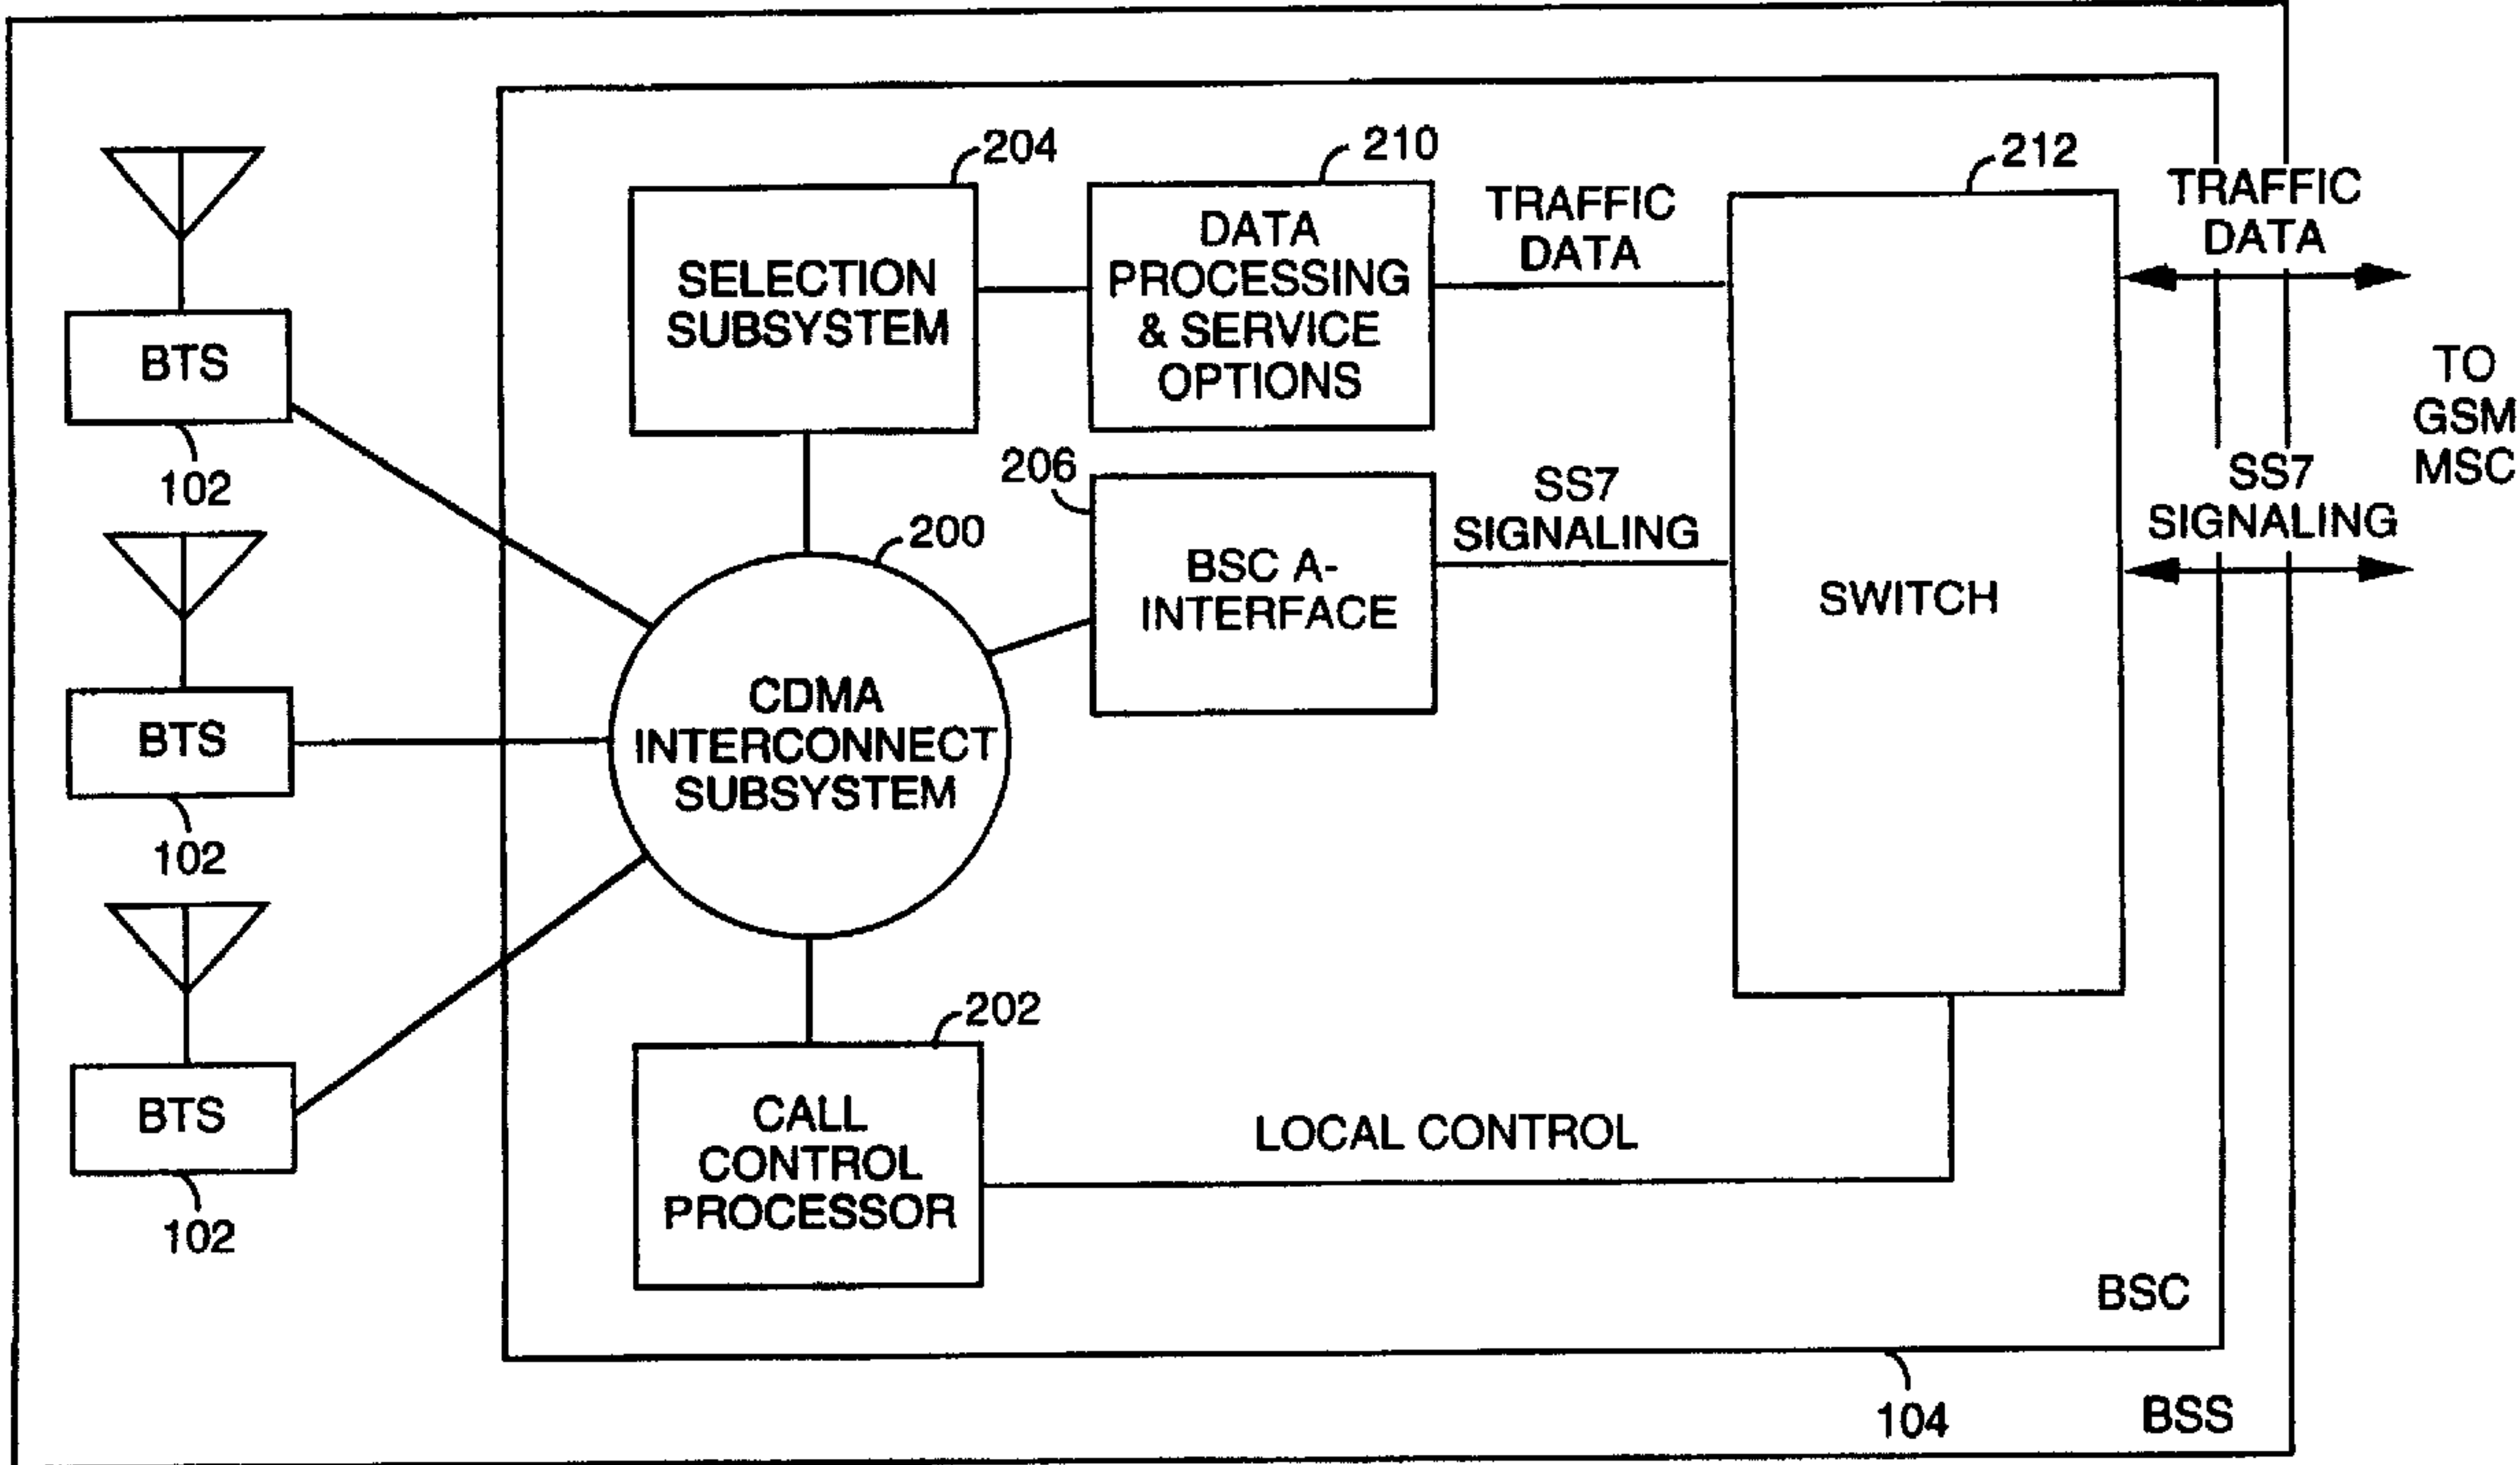 204
210
212
SELECTION
SUBSYSTEM
DATA
PROCESSING
& SERVICE
OPTIONS
TRAFFIC
DATA
TRAFFIC
DATA
BTS
102
TO
GSM
MSC
206
BSC A-
INTERFACE
SS7
SIGNALING
SWITCH
SS7
SIGNALING
200
CDMA
INTERCONNECT
SUBSYSTEM
BTS
102
202
CALL
CONTROL
PROCESSOR
LOCAL CONTROL
BTS
102
BSC
104
BSS